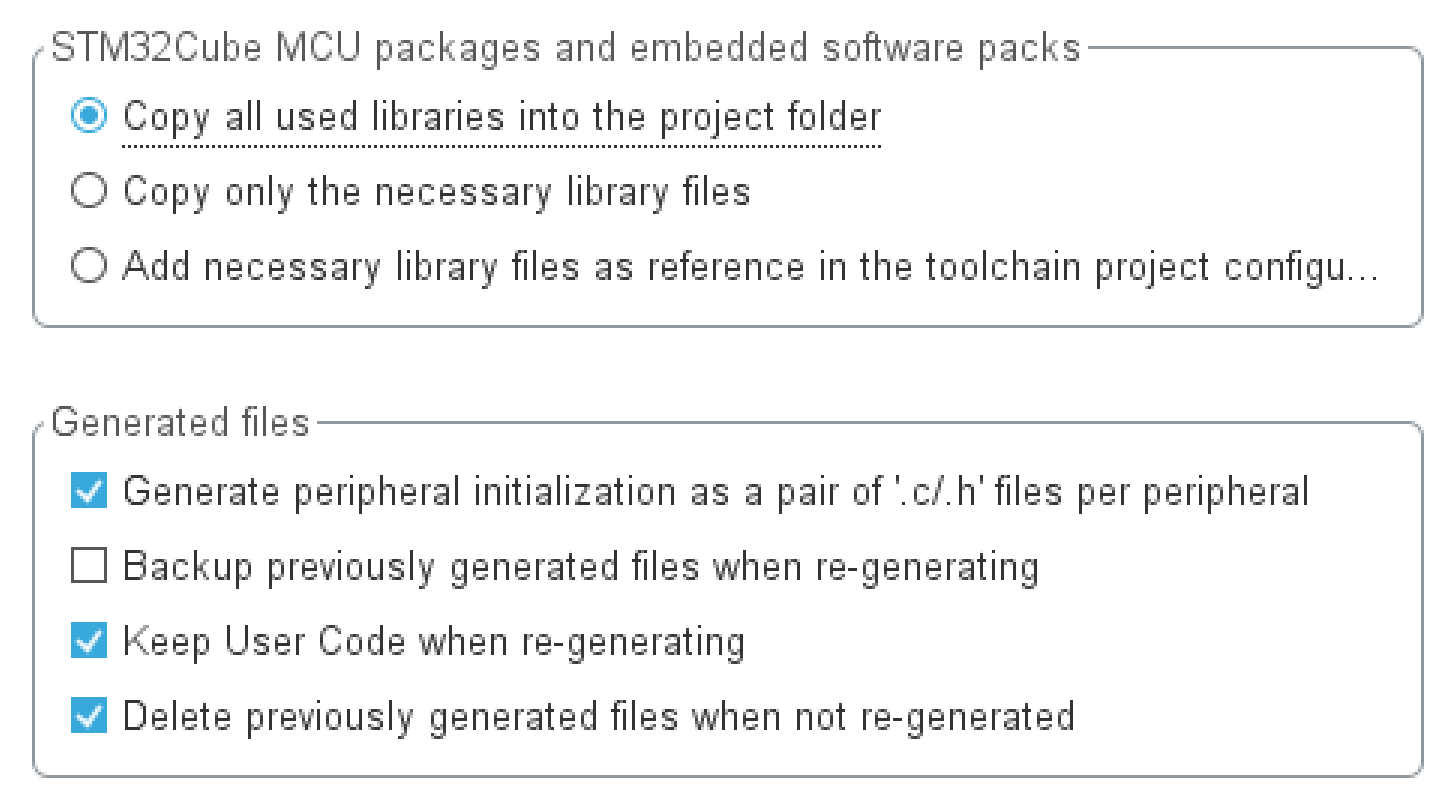 STM32Cube MCU packages and embedded software packs
Copy all used libraries into the project folder
Copy only the necessary library files
Add necessary library files as reference in the toolchain project configu...
Generated files
Generate peripheral initialization as a pair of '.c/.h' files per peripheral
Backup previously generated files when re-generating
Keep User Code when re-generating
Delete previously generated files when not re-generated